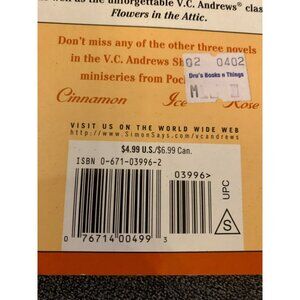 well as the unforgettable V.C. Andrews® clas
Flowers in the Attic.
Don't miss any of the other three novels
in the V.C. Andrews Sh
miniseries from Poc
02 0402
Dru's Books n Things
Cinnamon Ice Rose
VISIT US ON THE WORLD WIDE WEB
http://www.SimonSays.com/vcandrews
$4.99 U.S./$6.99 Can.
ISBN 0-671-03996-2
03996>
UPC
S
0 76714 00499 3